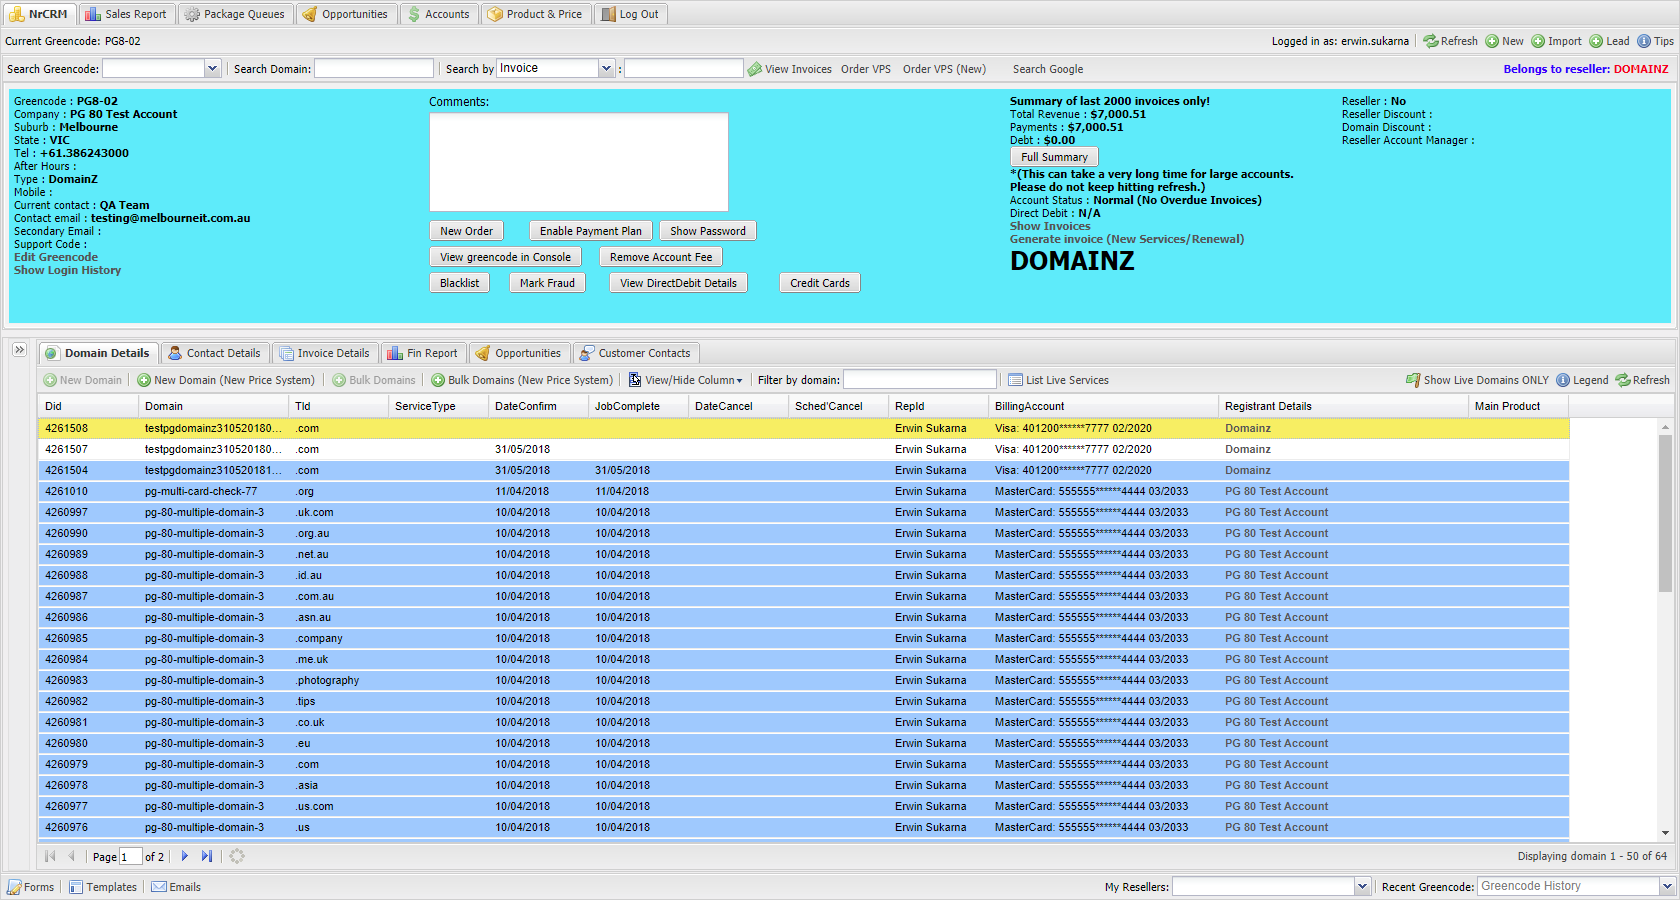 NrCRM Sales Report Package Queues Opportunities Accounts Product & Price Log Out
Current Greencode: PG8-02 Logged in as: erwin.sukarna Refresh New Import Lead Tips
Search Greencode: Search Domain: Search by Invoice : View Invoices Order VPS Order VPS (New) Search Google Belongs to reseller: DOMAINZ
Greencode : PG8-02
Company : PG 80 Test Account
Suburb : Melbourne
State : VIC
Tel : +61.386243000
After Hours :
Type : DomainZ
Mobile :
Current contact : QA Team
Contact email : testing@melbourneit.com.au
Secondary Email :
Support Code :
Edit Greencode
Show Login History
Comments:
New Order Enable Payment Plan Show Password
View greencode in Console Remove Account Fee
Blacklist Mark Fraud View DirectDebit Details Credit Cards
Summary of last 2000 invoices only!
Total Revenue : $7,000.51
Payments : $7,000.51
Debt : $0.00
Full Summary
*(This can take a very long time for large accounts.
Please do not keep hitting refresh.)
Account Status : Normal (No Overdue Invoices)
Direct Debit : N/A
Show Invoices
Generate invoice (New Services/Renewal)
DOMAINZ
Reseller : No
Reseller Discount :
Domain Discount :
Reseller Account Manager :
Domain Details Contact Details Invoice Details Fin Report Opportunities Customer Contacts
New Domain New Domain (New Price System) Bulk Domains Bulk Domains (New Price System) View/Hide Column Filter by domain: List Live Services Show Live Domains ONLY Legend Refresh
Did Domain Tld ServiceType DateConfirm JobComplete DateCancel Sched'Cancel RepId BillingAccount Registrant Details Main Product
4261508 testpgdomainz310520180... .com Erwin Sukarna Visa: 401200******7777 02/2020 Domainz
4261507 testpgdomainz310520180... .com 31/05/2018 Erwin Sukarna Visa: 401200******7777 02/2020 Domainz
4261504 testpgdomainz310520181... .com 31/05/2018 31/05/2018 Erwin Sukarna Visa: 401200******7777 02/2020 Domainz
4261010 pg-multi-card-check-77 .org 11/04/2018 11/04/2018 Erwin Sukarna MasterCard: 555555******4444 03/2033 PG 80 Test Account
4260997 pg-80-multiple-domain-3 .uk.com 10/04/2018 10/04/2018 Erwin Sukarna MasterCard: 555555******4444 03/2033 PG 80 Test Account
4260990 pg-80-multiple-domain-3 .org.au 10/04/2018 10/04/2018 Erwin Sukarna MasterCard: 555555******4444 03/2033 PG 80 Test Account
4260989 pg-80-multiple-domain-3 .net.au 10/04/2018 10/04/2018 Erwin Sukarna MasterCard: 555555******4444 03/2033 PG 80 Test Account
4260988 pg-80-multiple-domain-3 .id.au 10/04/2018 10/04/2018 Erwin Sukarna MasterCard: 555555******4444 03/2033 PG 80 Test Account
4260987 pg-80-multiple-domain-3 .com.au 10/04/2018 10/04/2018 Erwin Sukarna MasterCard: 555555******4444 03/2033 PG 80 Test Account
4260986 pg-80-multiple-domain-3 .asn.au 10/04/2018 10/04/2018 Erwin Sukarna MasterCard: 555555******4444 03/2033 PG 80 Test Account
4260985 pg-80-multiple-domain-3 .company 10/04/2018 10/04/2018 Erwin Sukarna MasterCard: 555555******4444 03/2033 PG 80 Test Account
4260984 pg-80-multiple-domain-3 .me.uk 10/04/2018 10/04/2018 Erwin Sukarna MasterCard: 555555******4444 03/2033 PG 80 Test Account
4260983 pg-80-multiple-domain-3 .photography 10/04/2018 10/04/2018 Erwin Sukarna MasterCard: 555555******4444 03/2033 PG 80 Test Account
4260982 pg-80-multiple-domain-3 .tips 10/04/2018 10/04/2018 Erwin Sukarna MasterCard: 555555******4444 03/2033 PG 80 Test Account
4260981 pg-80-multiple-domain-3 .co.uk 10/04/2018 10/04/2018 Erwin Sukarna MasterCard: 555555******4444 03/2033 PG 80 Test Account
4260980 pg-80-multiple-domain-3 .eu 10/04/2018 10/04/2018 Erwin Sukarna MasterCard: 555555******4444 03/2033 PG 80 Test Account
4260979 pg-80-multiple-domain-3 .com 10/04/2018 10/04/2018 Erwin Sukarna MasterCard: 555555******4444 03/2033 PG 80 Test Account
4260978 pg-80-multiple-domain-3 .asia 10/04/2018 10/04/2018 Erwin Sukarna MasterCard: 555555******4444 03/2033 PG 80 Test Account
4260977 pg-80-multiple-domain-3 .us.com 10/04/2018 10/04/2018 Erwin Sukarna MasterCard: 555555******4444 03/2033 PG 80 Test Account
4260976 pg-80-multiple-domain-3 .us 10/04/2018 10/04/2018 Erwin Sukarna MasterCard: 555555******4444 03/2033 PG 80 Test Account
Page 1 of 2 Displaying domain 1 - 50 of 64
Forms Templates Emails My Resellers: Recent Greencode: Greencode History